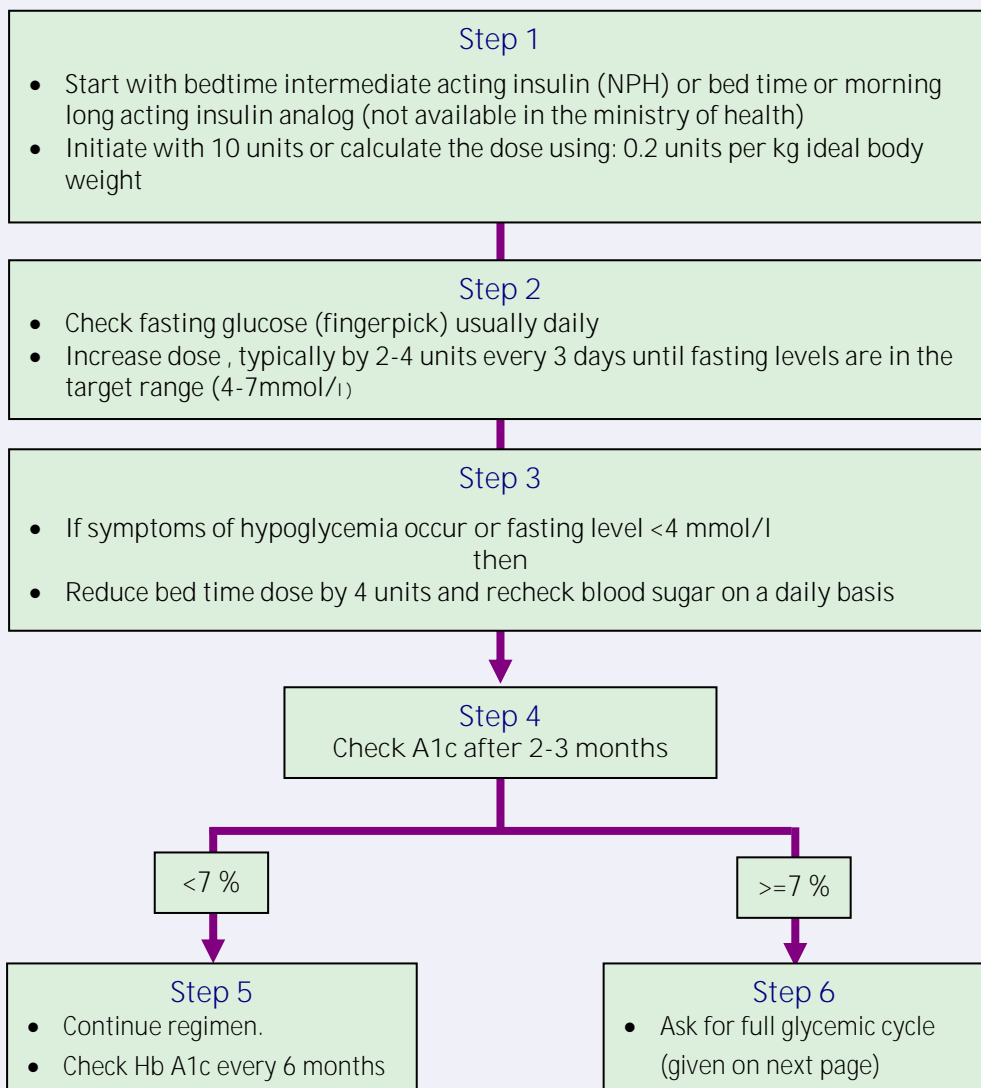 Step 1
• Start with bedtime intermediate acting insulin (NPH) or bed time or morning
long acting insulin analog (not available in the ministry of health)
• Initiate with 10 units or calculate the dose using: 0.2 units per kg ideal body
weight
Step 2
• Check fasting glucose (fingerpick) usually daily
• Increase dose , typically by 2-4 units every 3 days until fasting levels are in the
target range (4-7mmol/l)
Step 3
• If symptoms of hypoglycemia occur or fasting level <4 mmol/l
then
• Reduce bed time dose by 4 units and recheck blood sugar on a daily basis
Step 4
Check A1c after 2-3 months
<7 %
>=7 %
Step 5
• Continue regimen.
• Check Hb A1c every 6 months
Step 6
• Ask for full glycemic cycle
(given on next page)